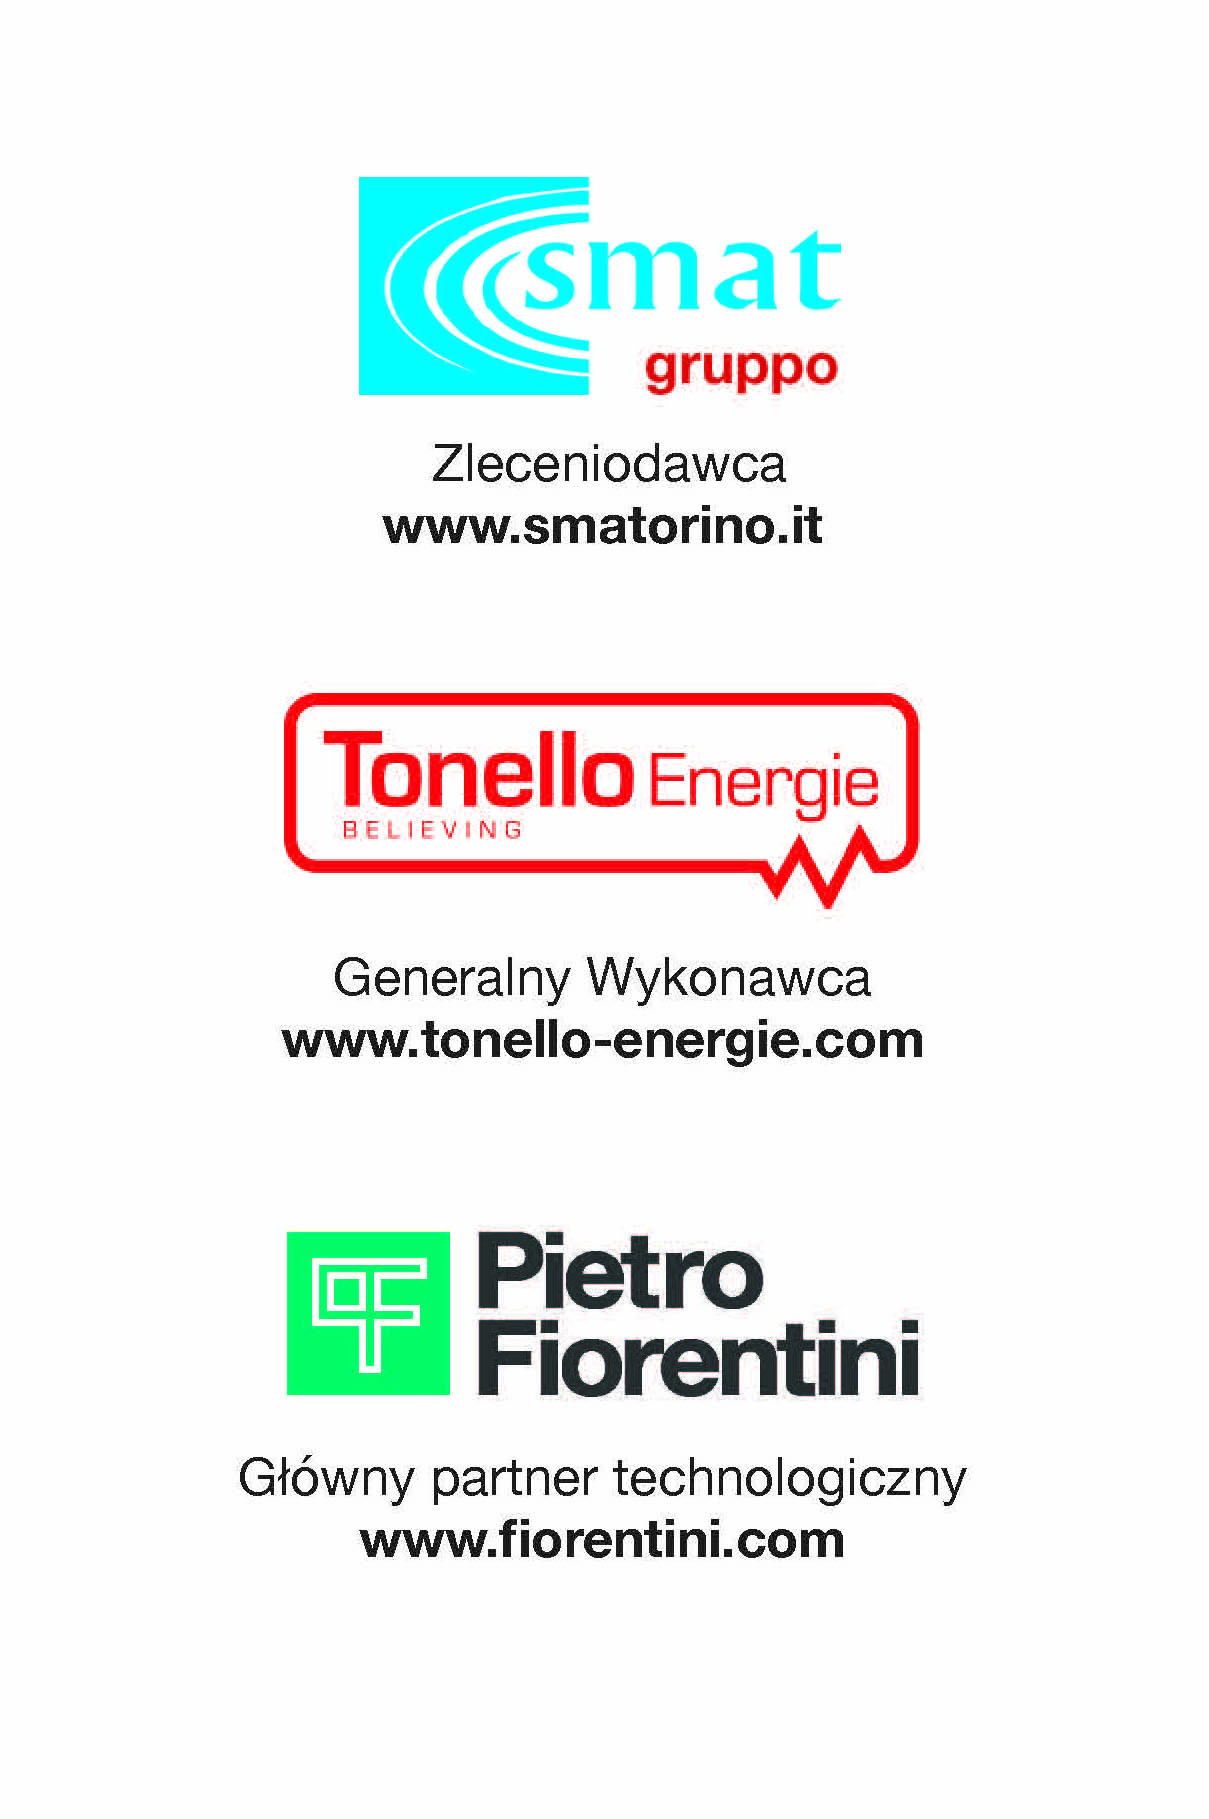 smat
gruppo
Zleceniodawca
www.smatorino.it
Tonello Energie
BELIEVING
Generalny Wykonawca
www.tonello-energie.com
Pietro
Fiorentini
Główny partner technologiczny
www.fiorentini.com